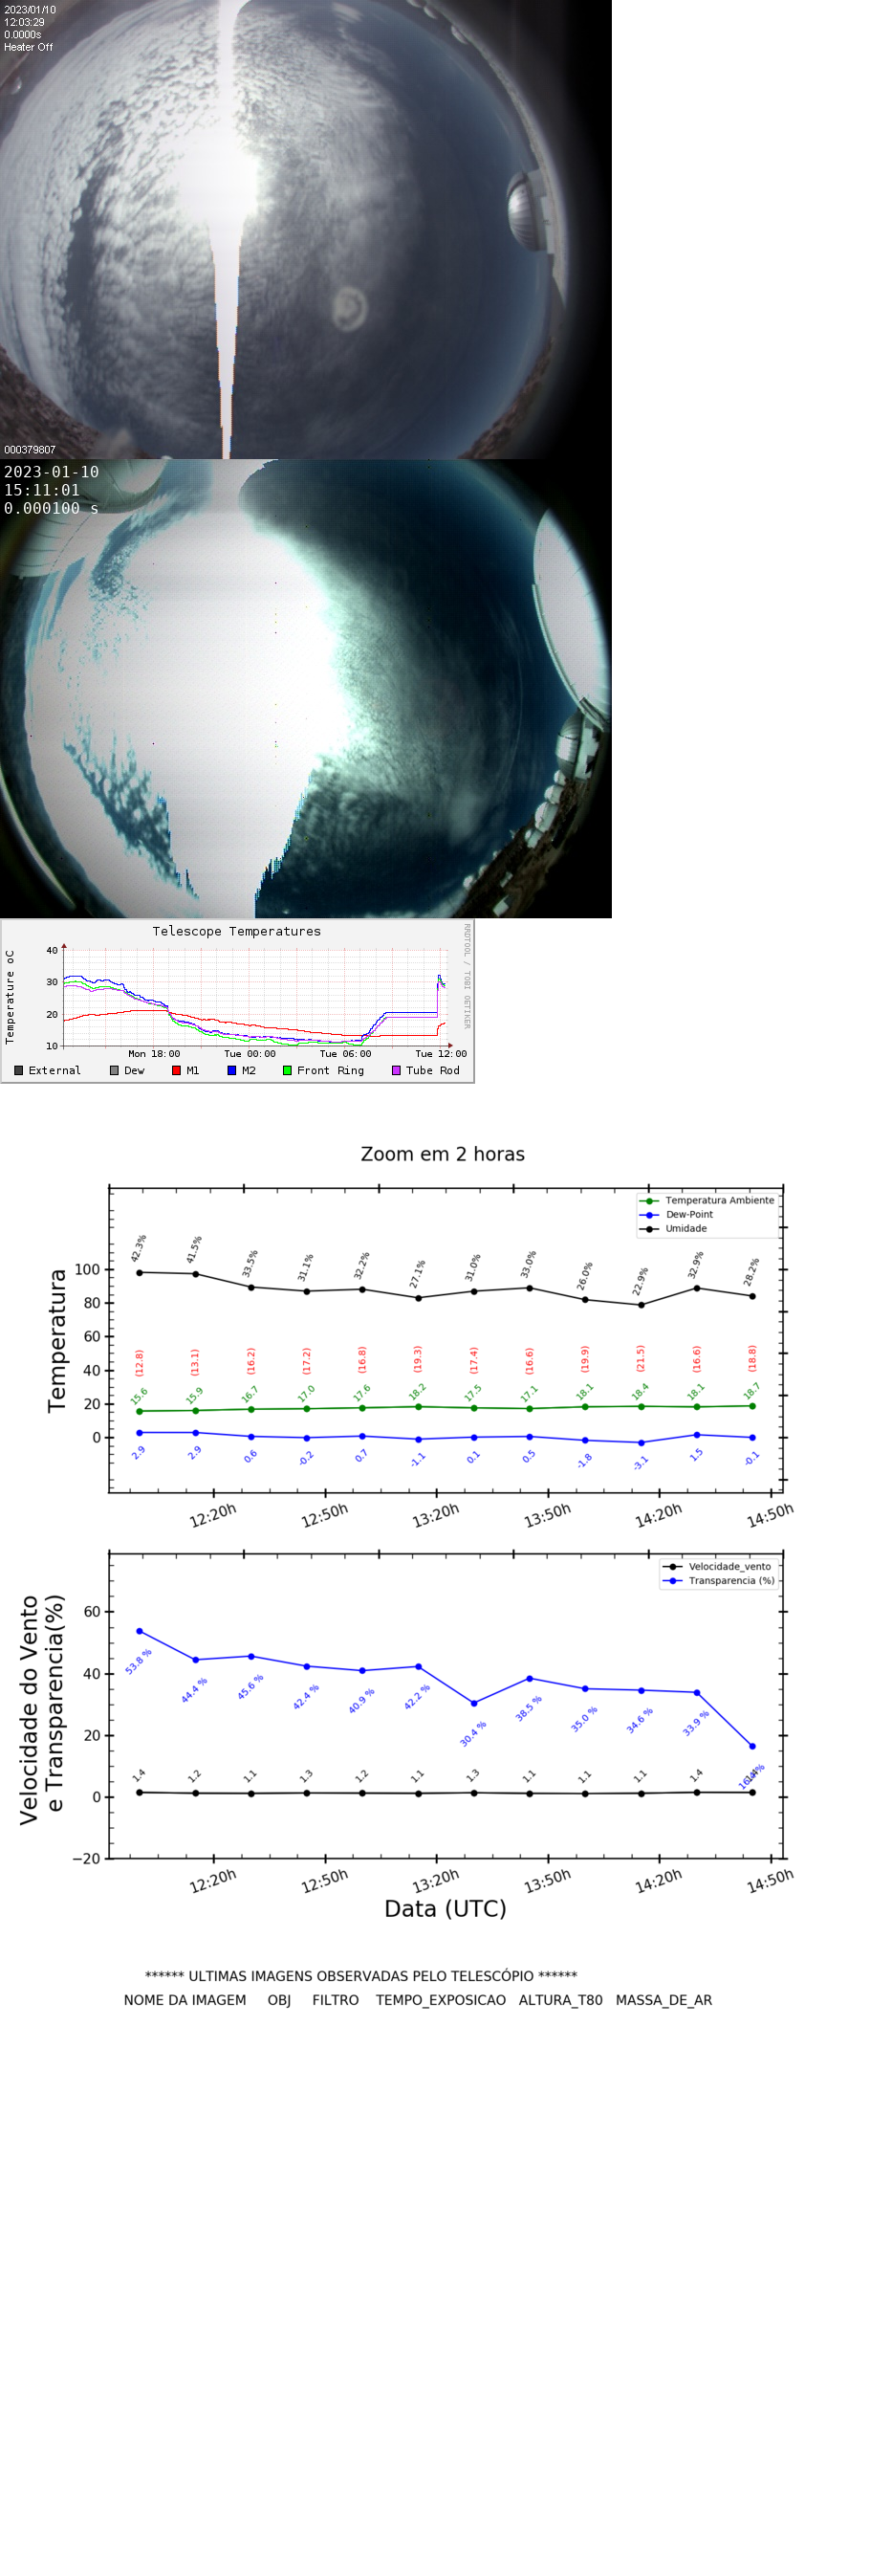 2023/01/10
12:03:29
0.0000s
Heater Off
000379807
2023-01-10
15:11:01
0.000100 s
Telescope Temperatures
RRDTOOL / TOBI OETIKER
Temperature oC
40
30
20
10
Mon 18:00 Tue 00:00 Tue 06:00 Tue 12:00
External Dew M1 M2 Front Ring Tube Rod
Zoom em 2 horas
Temperatura Ambiente
Dew-Point
Umidade
Temperatura
100
80
60
40
20
0
42.3% 41.5% 33.5% 31.1% 32.2% 27.1% 31.0% 33.0% 26.0% 22.9% 32.9% 28.2%
(12.8) (13.1) (16.2) (17.2) (16.8) (19.3) (17.4) (16.6) (19.9) (21.5) (16.6) (18.8)
15.6 15.9 16.7 17.0 17.6 18.2 17.5 17.1 18.1 18.4 18.1 18.7
2.9 2.9 0.6 -0.2 0.7 -1.1 0.1 0.5 -1.8 -3.1 1.5 -0.1
12:20h 12:50h 13:20h 13:50h 14:20h 14:50h
Velocidade_vento
Transparencia (%)
Velocidade do Vento
e Transparencia(%)
60
40
20
0
−20
53.8 % 44.4 % 45.6 % 42.4 % 40.9 % 42.2 % 30.4 % 38.5 % 35.0 % 34.6 % 33.9 %
1.4 1.2 1.1 1.3 1.2 1.1 1.3 1.1 1.1 1.1 1.4
12:20h 12:50h 13:20h 13:50h 14:20h 14:50h
Data (UTC)
****** ULTIMAS IMAGENS OBSERVADAS PELO TELESCÓPIO ******
NOME DA IMAGEM OBJ FILTRO TEMPO_EXPOSICAO ALTURA_T80 MASSA_DE_AR